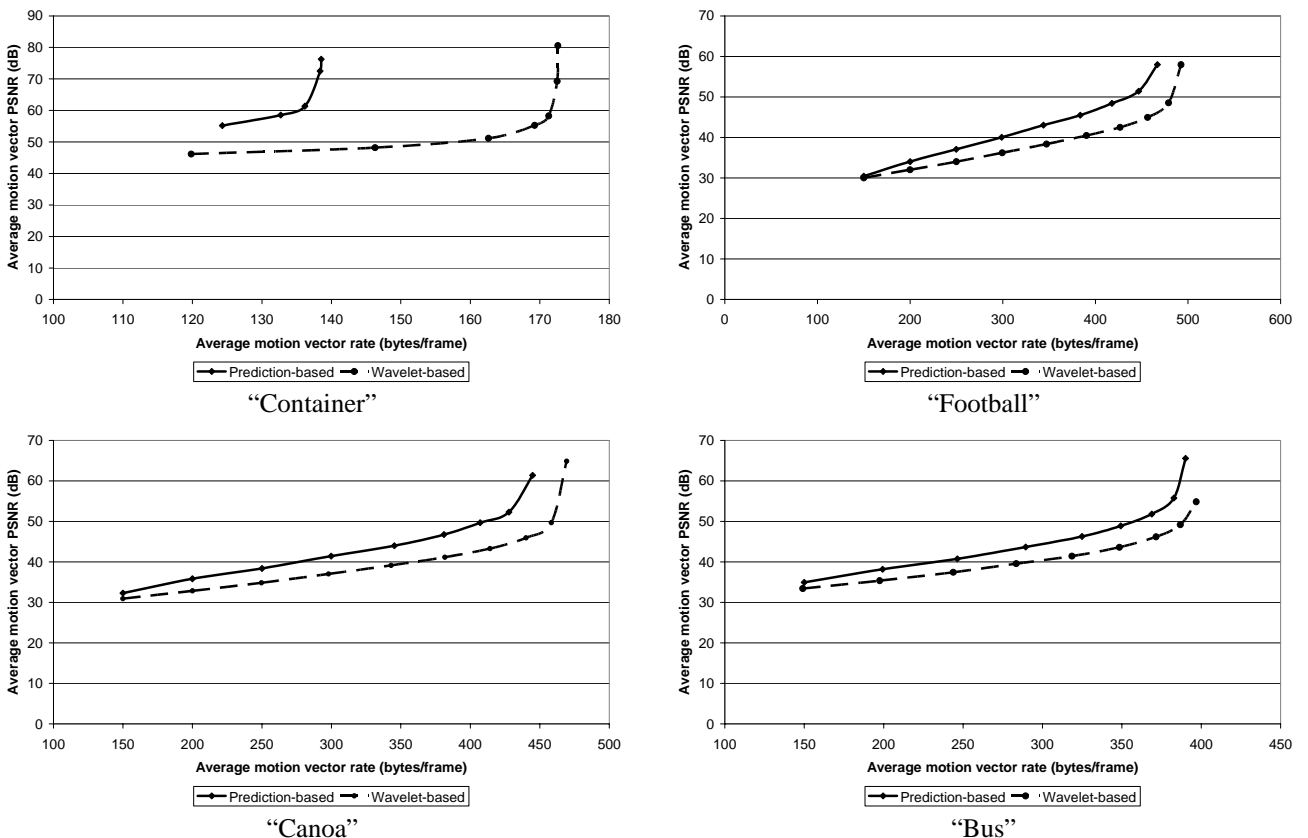 Average motion vector PSNR (dB)
90
80
70
60
50
40
30
20
10
0
100 110 120 130 140 150 160 170 180
Average motion vector rate (bytes/frame)
Prediction-based Wavelet-based
“Container”
Average motion vector PSNR (dB)
70
60
50
40
30
20
10
0
0 100 200 300 400 500 600
Average motion vector rate (bytes/frame)
Prediction-based Wavelet-based
“Football”
Average motion vector PSNR (dB)
70
60
50
40
30
20
10
0
100 150 200 250 300 350 400 450 500
Average motion vector rate (bytes/frame)
Prediction-based Wavelet-based
“Canoa”
Average motion vector PSNR (dB)
70
60
50
40
30
20
10
0
100 150 200 250 300 350 400 450
Average motion vector rate (bytes/frame)
Prediction-based Wavelet-based
“Bus”